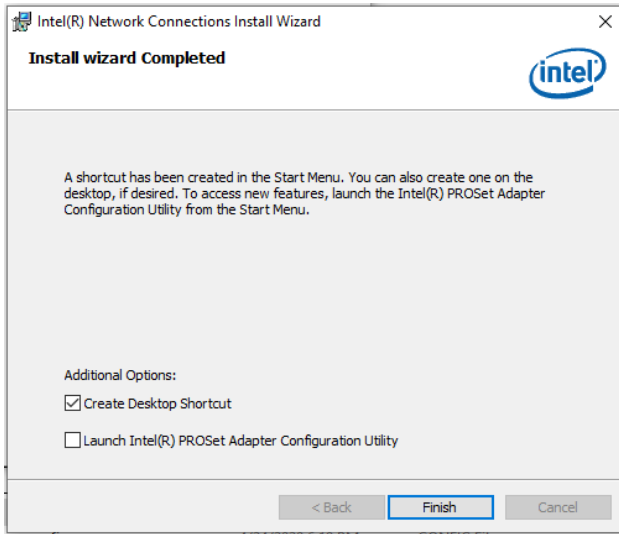 Intel(R) Network Connections Install Wizard
Install wizard Completed
intel
A shortcut has been created in the Start Menu. You can also create one on the
desktop, if desired. To access new features, launch the Intel(R) PROSet Adapter
Configuration Utility from the Start Menu.
Additional Options:
Create Desktop Shortcut
Launch Intel(R) PROSet Adapter Configuration Utility
< Back
Finish
Cancel